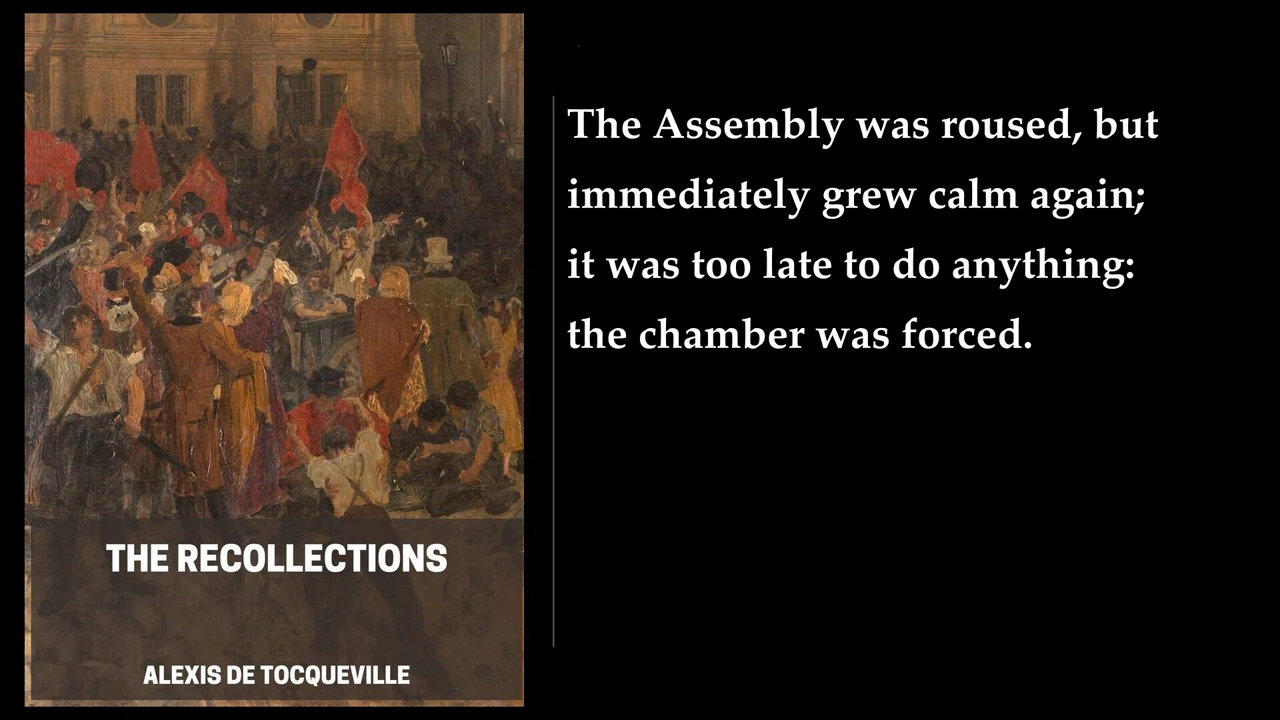 THE RECOLLECTIONS
ALEXIS DE TOCQUEVILLE
The Assembly was roused, but
immediately grew calm again;
it was too late to do anything:
the chamber was forced.